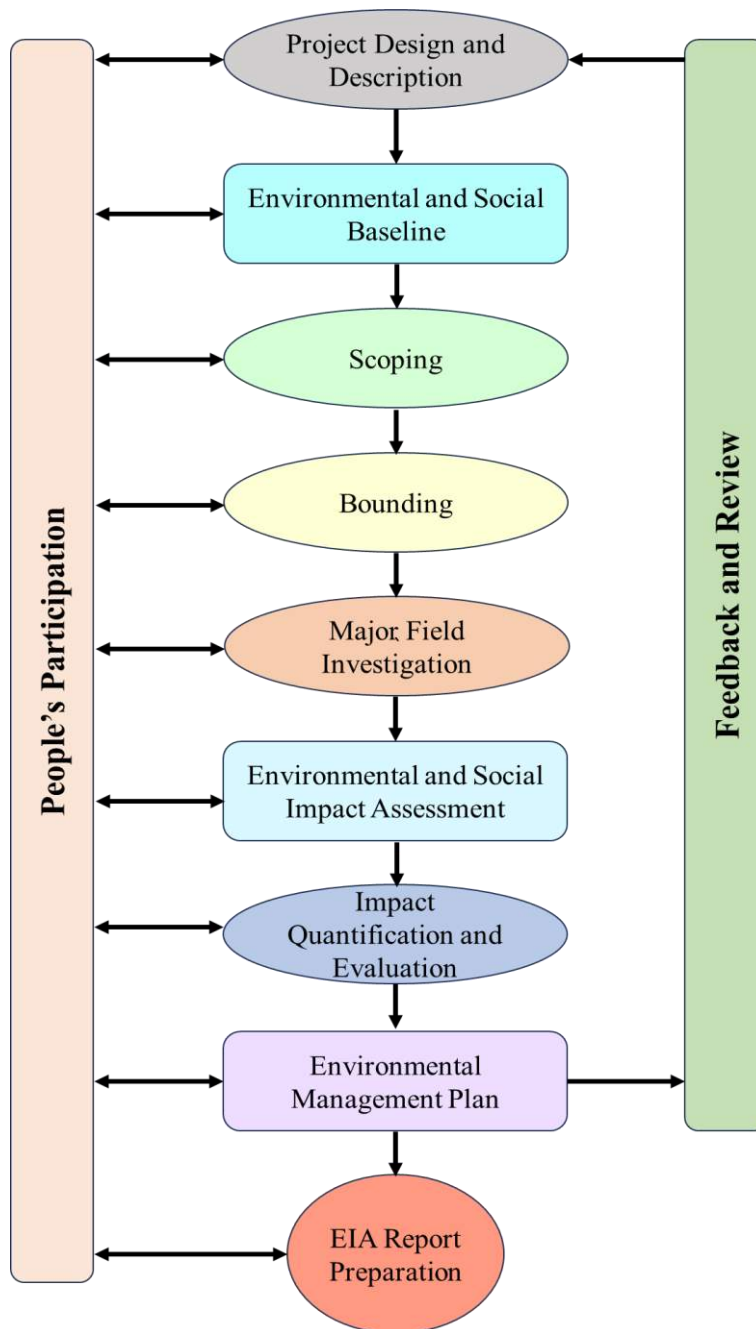 Project Design and
Description
Environmental and Social
Baseline
Scoping
Bounding
Major Field
Investigation
Environmental and Social
Impact Assessment
Impact
Quantification and
Evaluation
Environmental
Management Plan
EIA Report
Preparation
People's Participation
Feedback and Review